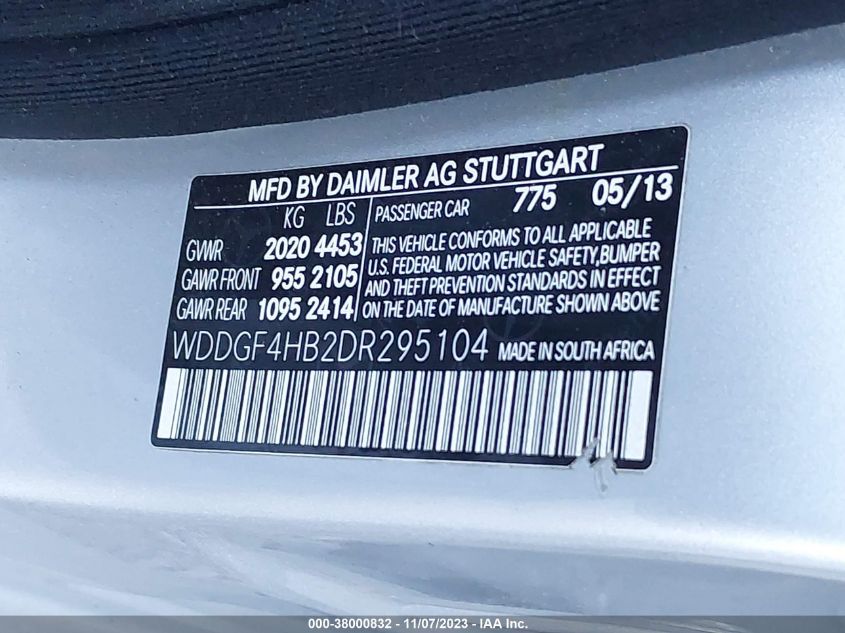 MFD BY DAIMLER AG STUTTGART
KG LBS
GVWR 2020 4453
GAWR FRONT 955 2105
GAWR REAR 1095 2414
PASSENGER CAR 775 05/13
THIS VEHICLE CONFORMS TO ALL APPLICABLE
U.S. FEDERAL MOTOR VEHICLE SAFETY,BUMPER
AND THEFT PREVENTION STANDARDS IN EFFECT
ON THE DATE OF MANUFACTURE SHOWN ABOVE
WDDGF4HB2DR295104 MADE IN SOUTH AFRICA
000-38000832 - 11/07/2023 - IAA Inc.